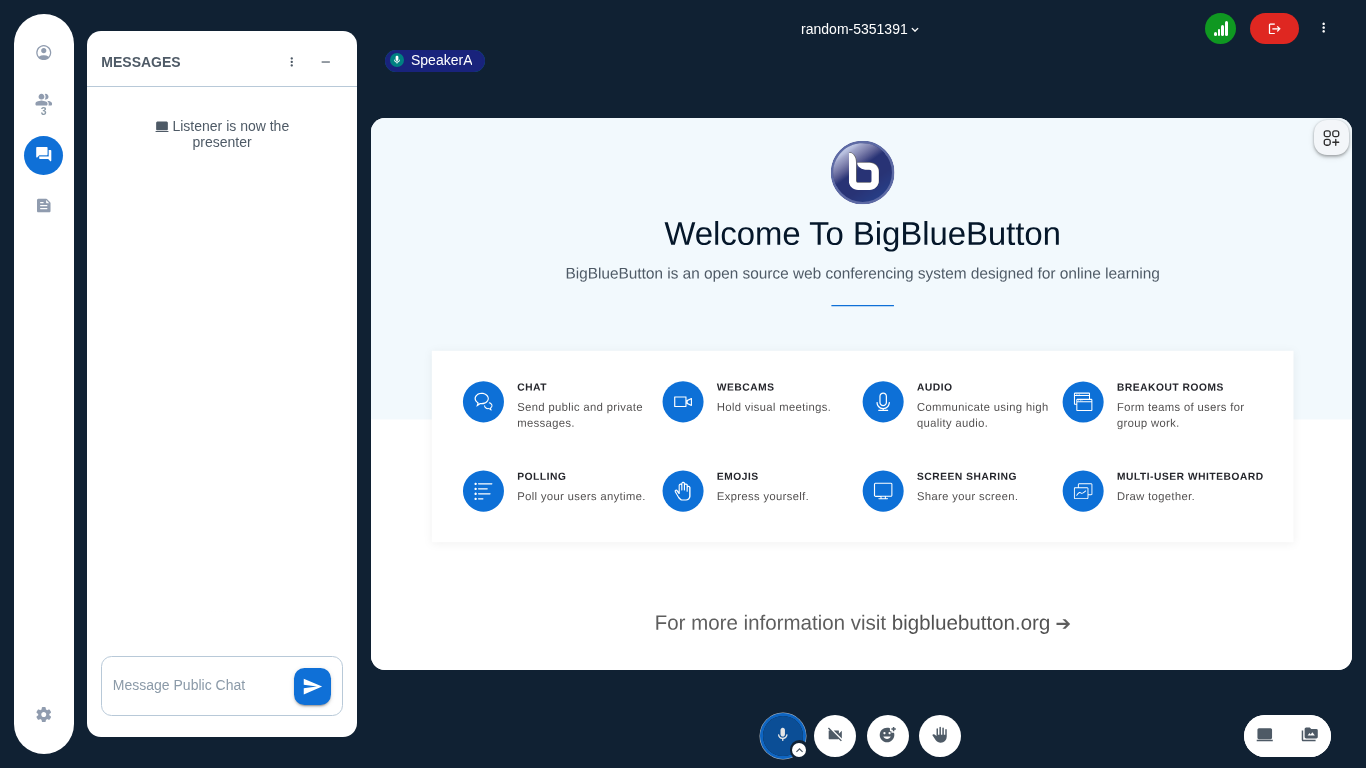 random-5351391
SpeakerA
3
MESSAGES
Listener is now the
presenter
Message Public Chat
Welcome To BigBlueButton
BigBlueButton is an open source web conferencing system designed for online learning
CHAT
Send public and private
messages.
WEBCAMS
Hold visual meetings.
AUDIO
Communicate using high
quality audio.
BREAKOUT ROOMS
Form teams of users for
group work.
POLLING
Poll your users anytime.
EMOJIS
Express yourself.
SCREEN SHARING
Share your screen.
MULTI-USER WHITEBOARD
Draw together.
For more information visit bigbluebutton.org ➔